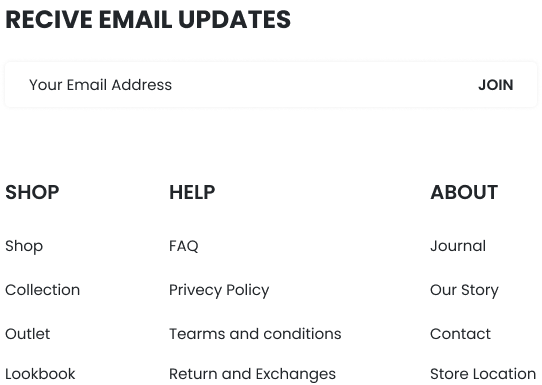 RECIVE EMAIL UPDATES
Your Email Address JOIN
SHOP HELP ABOUT
Shop FAQ Journal
Collection Privecy Policy Our Story
Outlet Tearms and conditions Contact
Lookbook Return and Exchanges Store Location